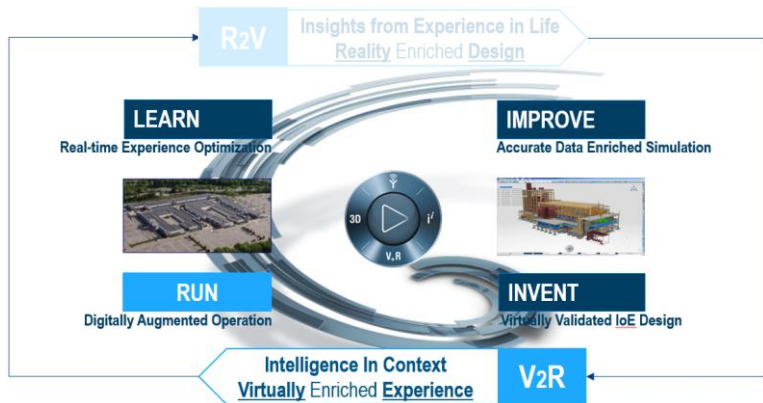 R2V
Insights from Experience in Life
Reality Enriched Design
LEARN
Real-time Experience Optimization
IMPROVE
Accurate Data Enriched Simulation
3D
i/
V,R
RUN
Digitally Augmented Operation
INVENT
Virtually Validated IoE Design
Intelligence In Context
Virtually Enriched Experience
V2R